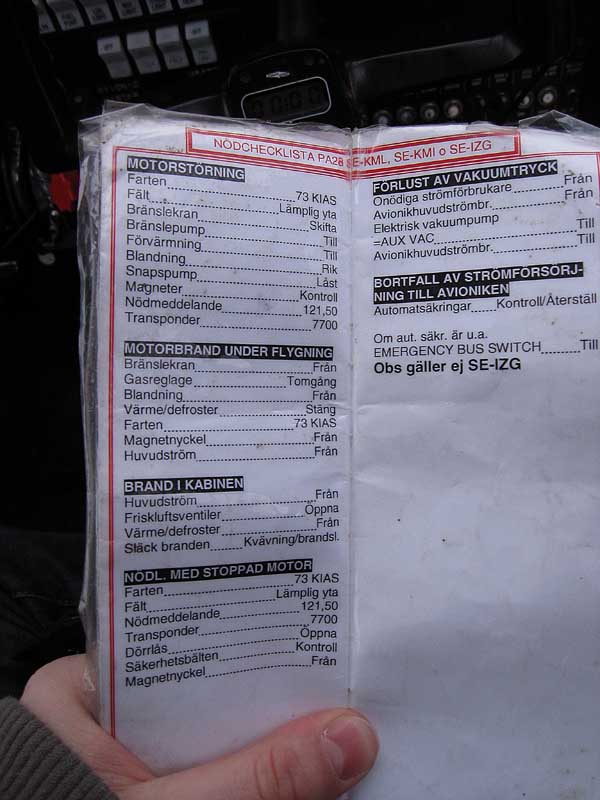 NÖDCHECKLISTA PA28 SE-KML, SE-KMI o SE-IZG
MOTORSTÖRNING
Farten 73 KIAS
Fält Lämplig yta
Bränslekran Skifta
Bränslepump Till
Förvärmning Till
Blandning Rik
Snapspump Låst
Magneter Kontroll
Nödmeddelande 121,50
Transponder 7700
MOTORBRAND UNDER FLYGNING
Bränslekran Från
Gasreglage Tomgång
Blandning Från
Värme/defroster Stäng
Farten 73 KIAS
Magnetnyckel Från
Huvudström Från
BRAND I KABINEN
Huvudström Från
Friskluftsventiler Öppna
Värme/defroster Från
Släck branden Kvävning/brandsl.
NÖDL. MED STOPPAD MOTOR
Farten 73 KIAS
Fält Lämplig yta
Nödmeddelande 121,50
Transponder 7700
Dörrlås Öppna
Säkerhetsbälten Kontroll
Magnetnyckel Från
FÖRLUST AV VAKUUMTRYCK
Onödiga strömförbrukare Från
Avionikhuvudströmbr. Från
Elektrisk vakuumpump
=AUX VAC Till
Avionikhuvudströmbr. Till
BORTFALL AV STRÖMFÖRSÖRJ-
NING TILL AVIONIKEN
Automatsäkringar Kontroll/Återställ
Om aut. säkr. är u.a.
EMERGENCY BUS SWITCH Till
Obs gäller ej SE-IZG